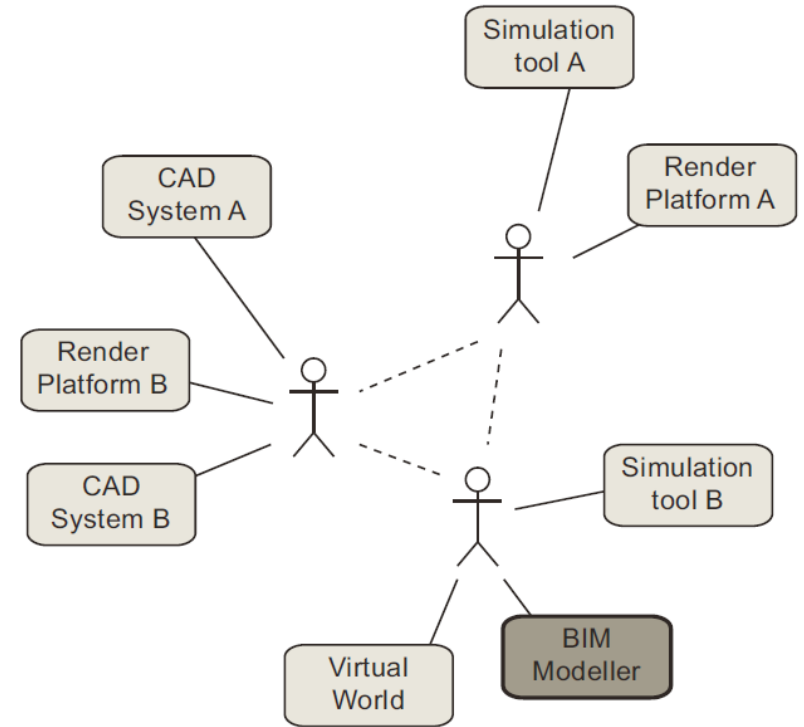 Simulation
tool A
CAD
System A
Render
Platform A
Render
Platform B
CAD
System B
Simulation
tool B
Virtual
World
BIM
Modeller